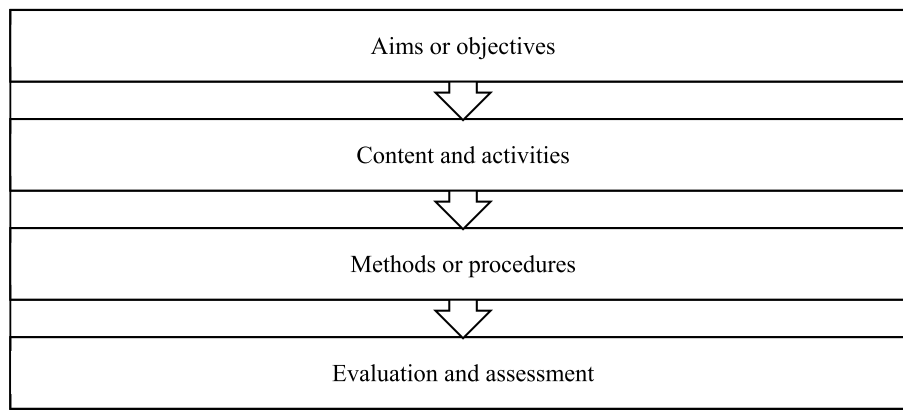 Aims or objectives
Content and activities
Methods or procedures
Evaluation and assessment